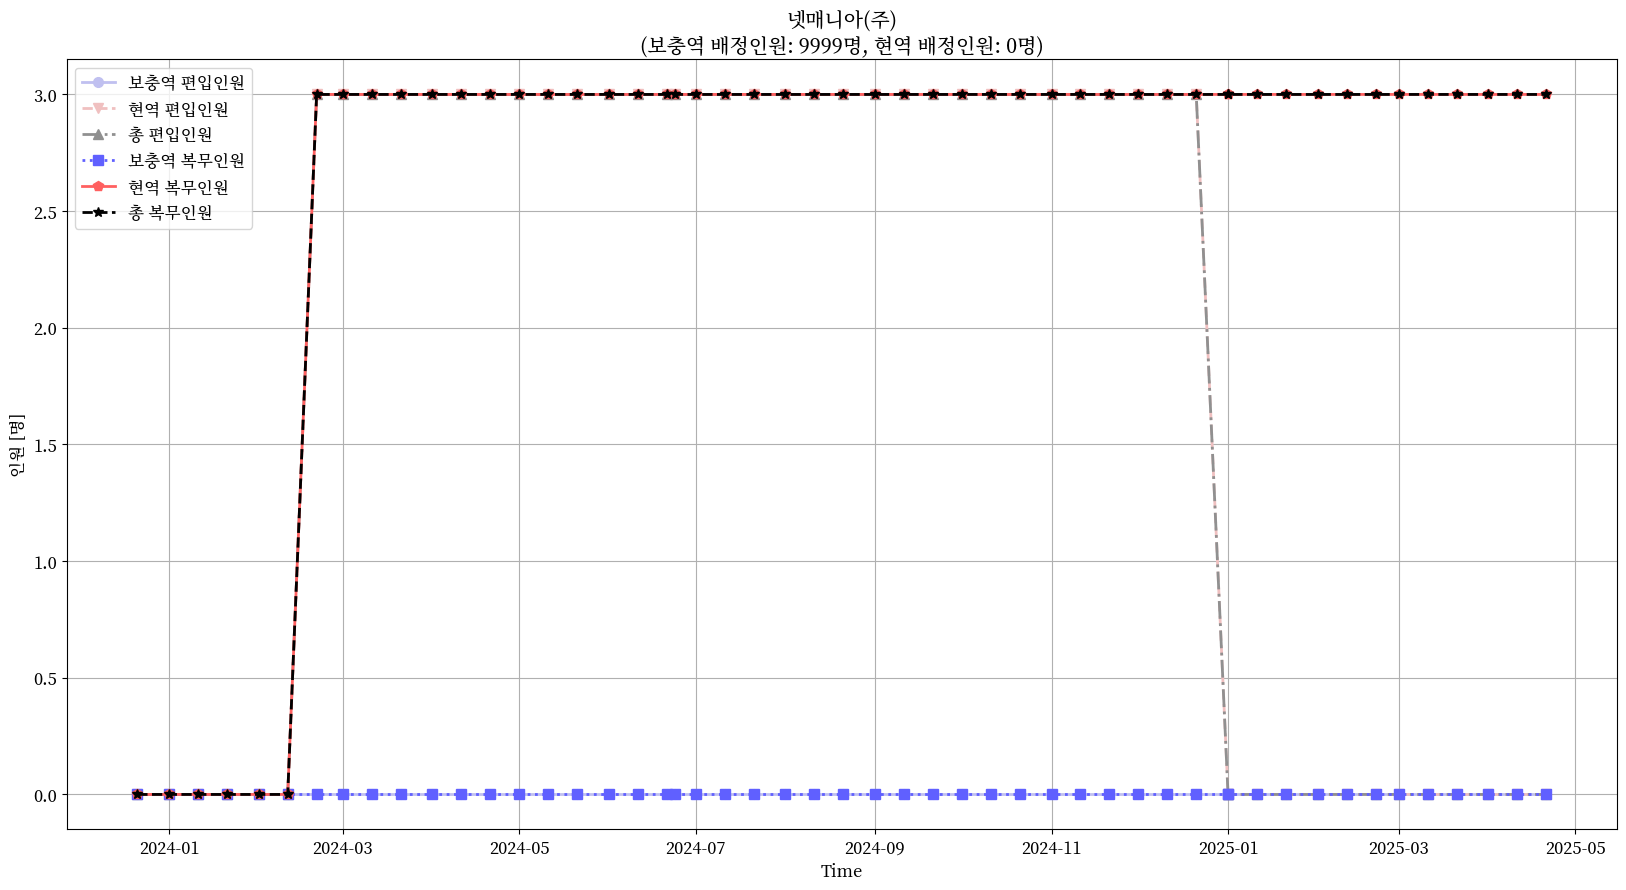 넷매니아(주)
(보충역 배정인원: 9999명, 현역 배정인원: 0명)
보충역 편입인원
현역 편입인원
총 편입인원
보충역 복무인원
현역 복무인원
총 복무인원
3.0
2.5
2.0
1.5
1.0
0.5
0.0
인원 [명]
2024-01
2024-03
2024-05
2024-07
2024-09
2024-11
2025-01
2025-03
2025-05
Time